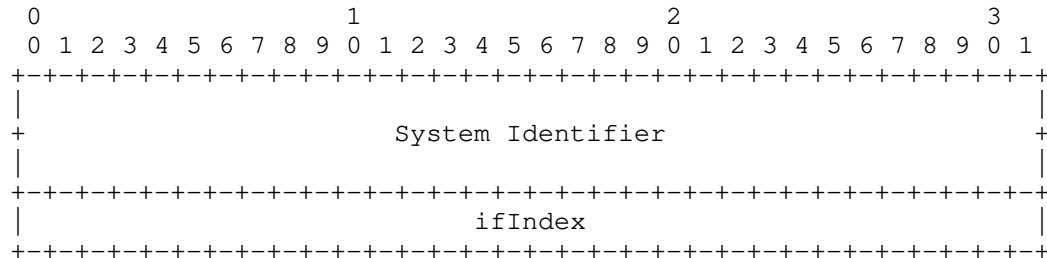 0                   1                   2                   3
 0 1 2 3 4 5 6 7 8 9 0 1 2 3 4 5 6 7 8 9 0 1 2 3 4 5 6 7 8 9 0 1
+-+-+-+-+-+-+-+-+-+-+-+-+-+-+-+-+-+-+-+-+-+-+-+-+-+-+-+-+-+-+-+-+
|                                                               |
+                       System Identifier                       +
|                                                               |
+-+-+-+-+-+-+-+-+-+-+-+-+-+-+-+-+-+-+-+-+-+-+-+-+-+-+-+-+-+-+-+-+
|                            ifIndex                            |
+-+-+-+-+-+-+-+-+-+-+-+-+-+-+-+-+-+-+-+-+-+-+-+-+-+-+-+-+-+-+-+-+